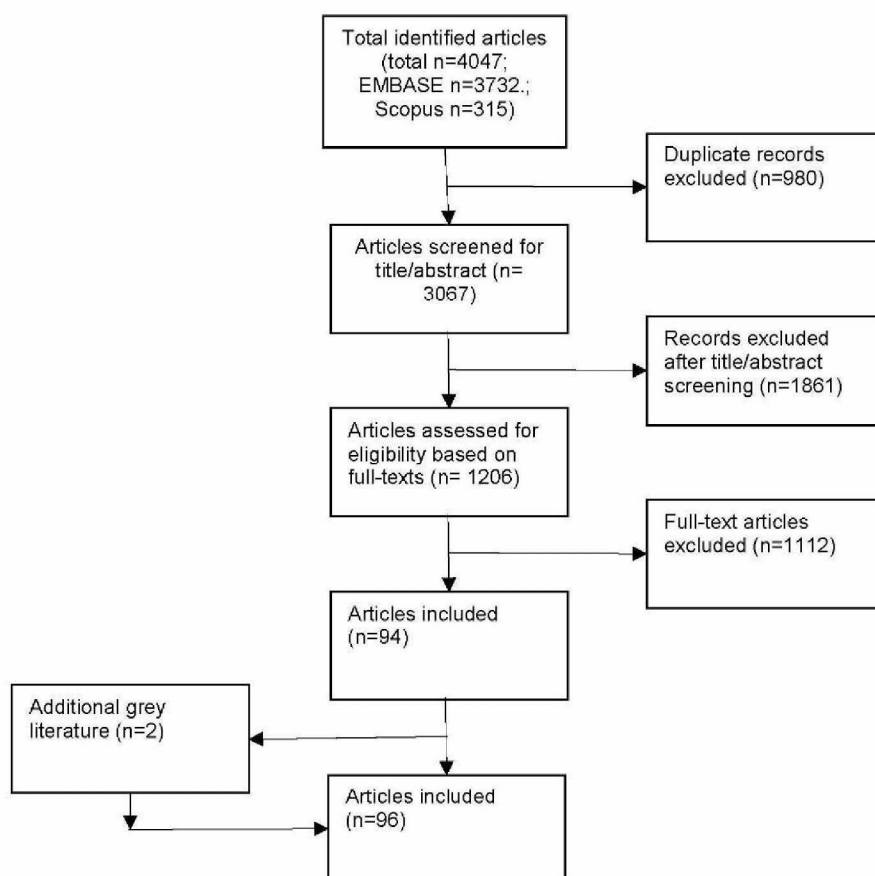 Total identified articles
(total n=4047;
EMBASE n=3732.;
Scopus n=315)
Duplicate records
excluded (n=980)
Articles screened for
title/abstract (n=
3067)
Records excluded
after title/abstract
screening (n=1861)
Articles assessed for
eligibility based on
full-texts (n= 1206)
Full-text articles
excluded (n=1112)
Articles included
(n=94)
Additional grey
literature (n=2)
Articles included
(n=96)